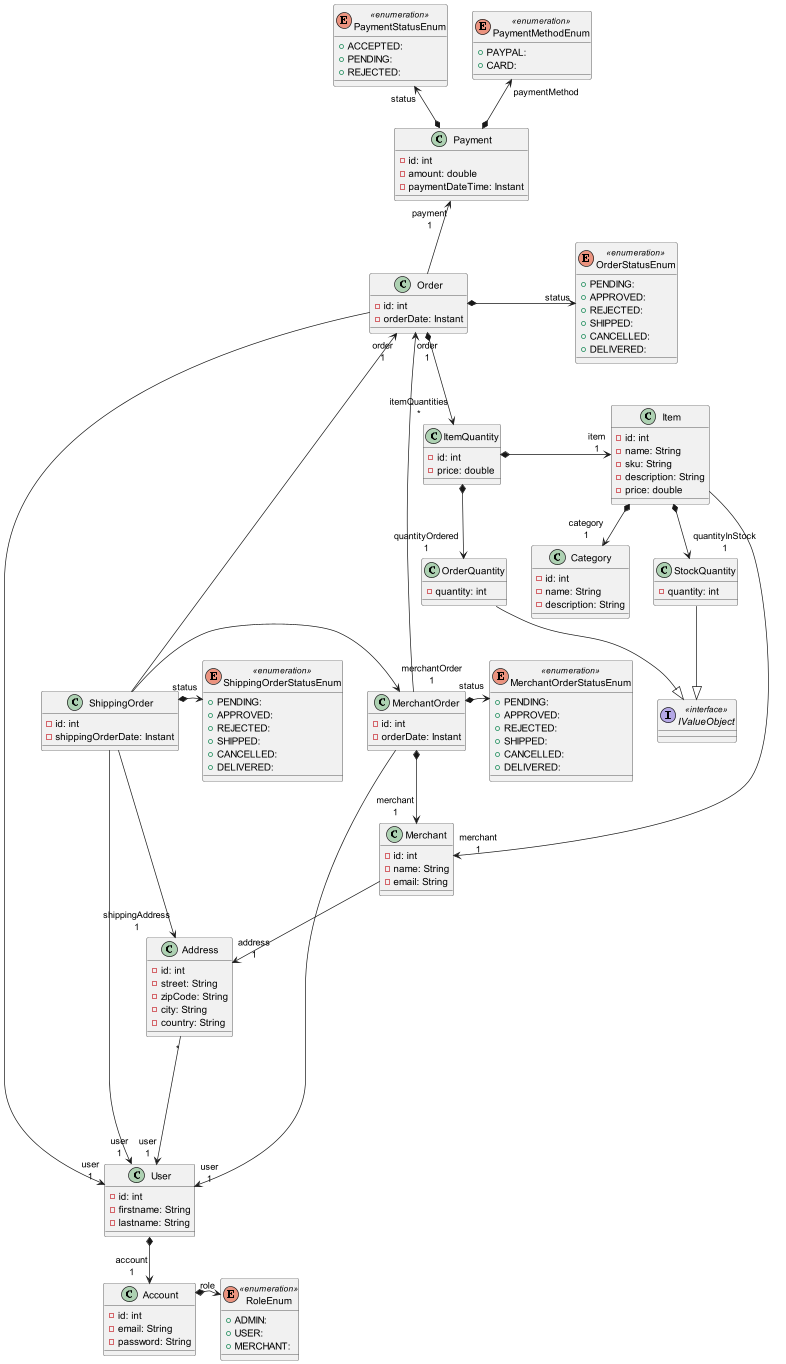 «enumeration»
E PaymentStatusEnum
ACCEPTED:
PENDING:
REJECTED:
«enumeration»
E PaymentMethodEnum
PAYPAL:
CARD:
status
paymentMethod
C Payment
id: int
amount: double
paymentDateTime: Instant
payment
1
C Order
id: int
orderDate: Instant
status
«enumeration»
E OrderStatusEnum
PENDING:
APPROVED:
REJECTED:
SHIPPED:
CANCELLED:
DELIVERED:
order
1
order
1
itemQuantities
*
C ItemQuantity
id: int
price: double
item
1
C Item
id: int
name: String
sku: String
description: String
price: double
quantityOrdered
1
category
1
quantityInStock
1
C OrderQuantity
quantity: int
C Category
id: int
name: String
description: String
C StockQuantity
quantity: int
C ShippingOrder
id: int
shippingOrderDate: Instant
status
«enumeration»
E ShippingOrderStatusEnum
PENDING:
APPROVED:
REJECTED:
SHIPPED:
CANCELLED:
DELIVERED:
merchantOrder
1
C MerchantOrder
id: int
orderDate: Instant
status
«enumeration»
E MerchantOrderStatusEnum
PENDING:
APPROVED:
REJECTED:
SHIPPED:
CANCELLED:
DELIVERED:
«interface»
I IValueObject
merchant
1
merchant
1
C Merchant
id: int
name: String
email: String
shippingAddress
1
address
1
C Address
id: int
street: String
zipCode: String
city: String
country: String
*
user
1
user
1
user
1
user
1
C User
id: int
firstname: String
lastname: String
account
1
C Account
id: int
email: String
password: String
role
«enumeration»
E RoleEnum
ADMIN:
USER:
MERCHANT: